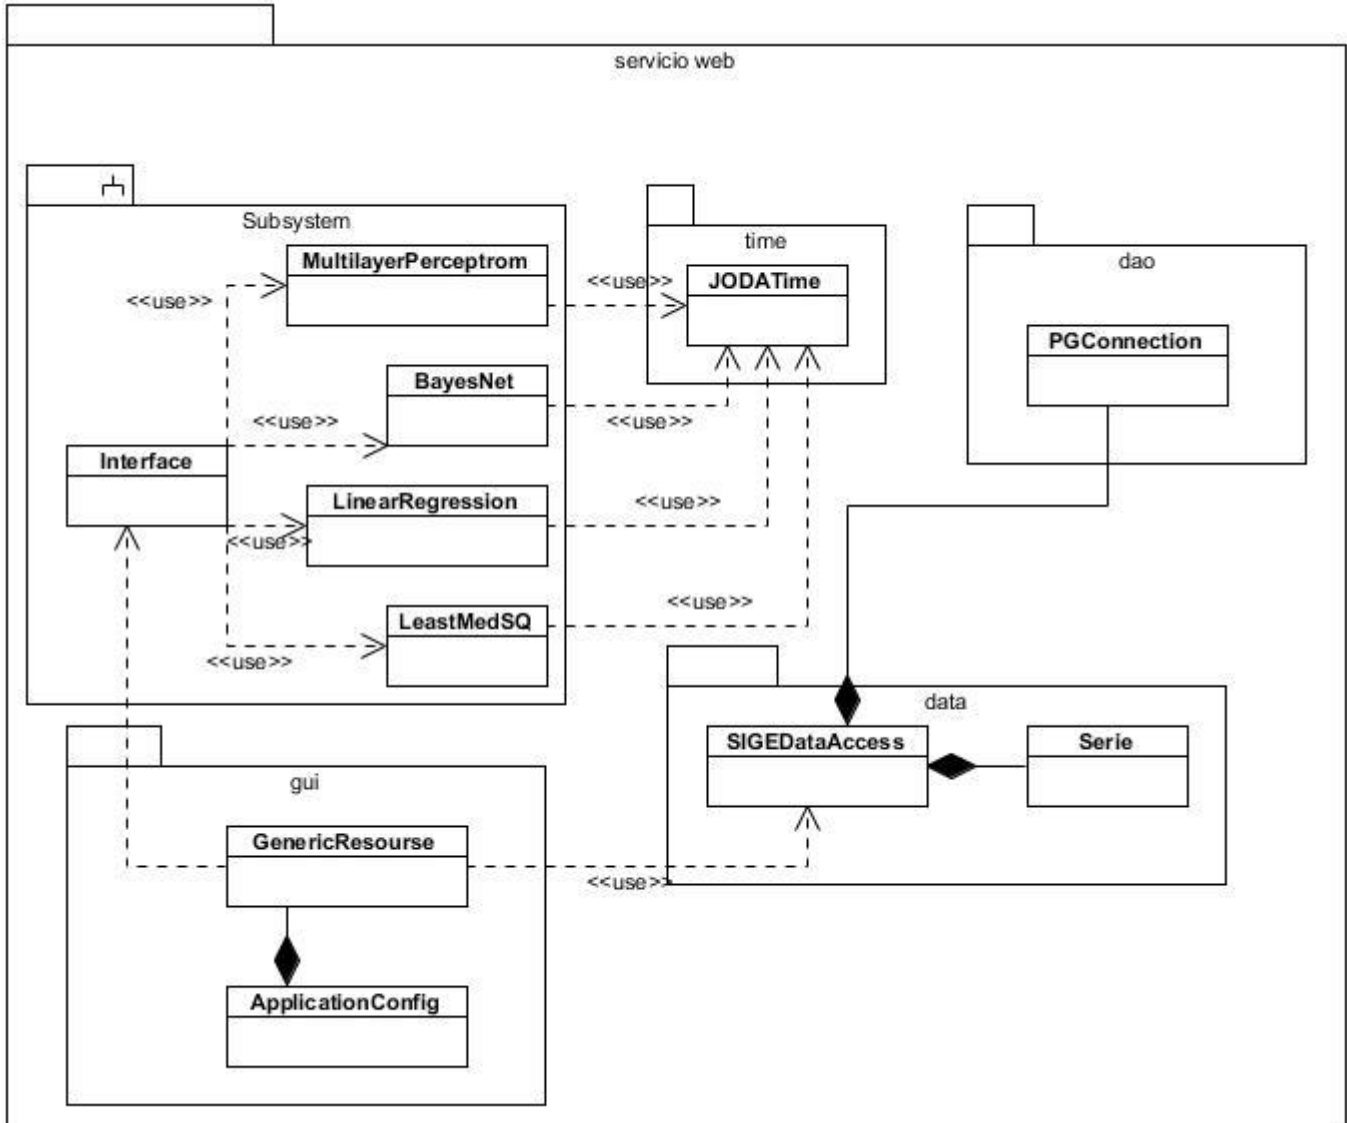 servicio web
Subsystem
MultilayerPerceptrom
<<use>>
<<use>>
time
JODATime
dao
PGConnection
BayesNet
<<use>>
<<use>>
Interface
LinearRegression
<<use>>
<<use>>
LeastMedSQ
<<use>>
<<use>>
data
SIGEDataAccess
Serie
gui
GenericResourse
<<use>>
ApplicationConfig